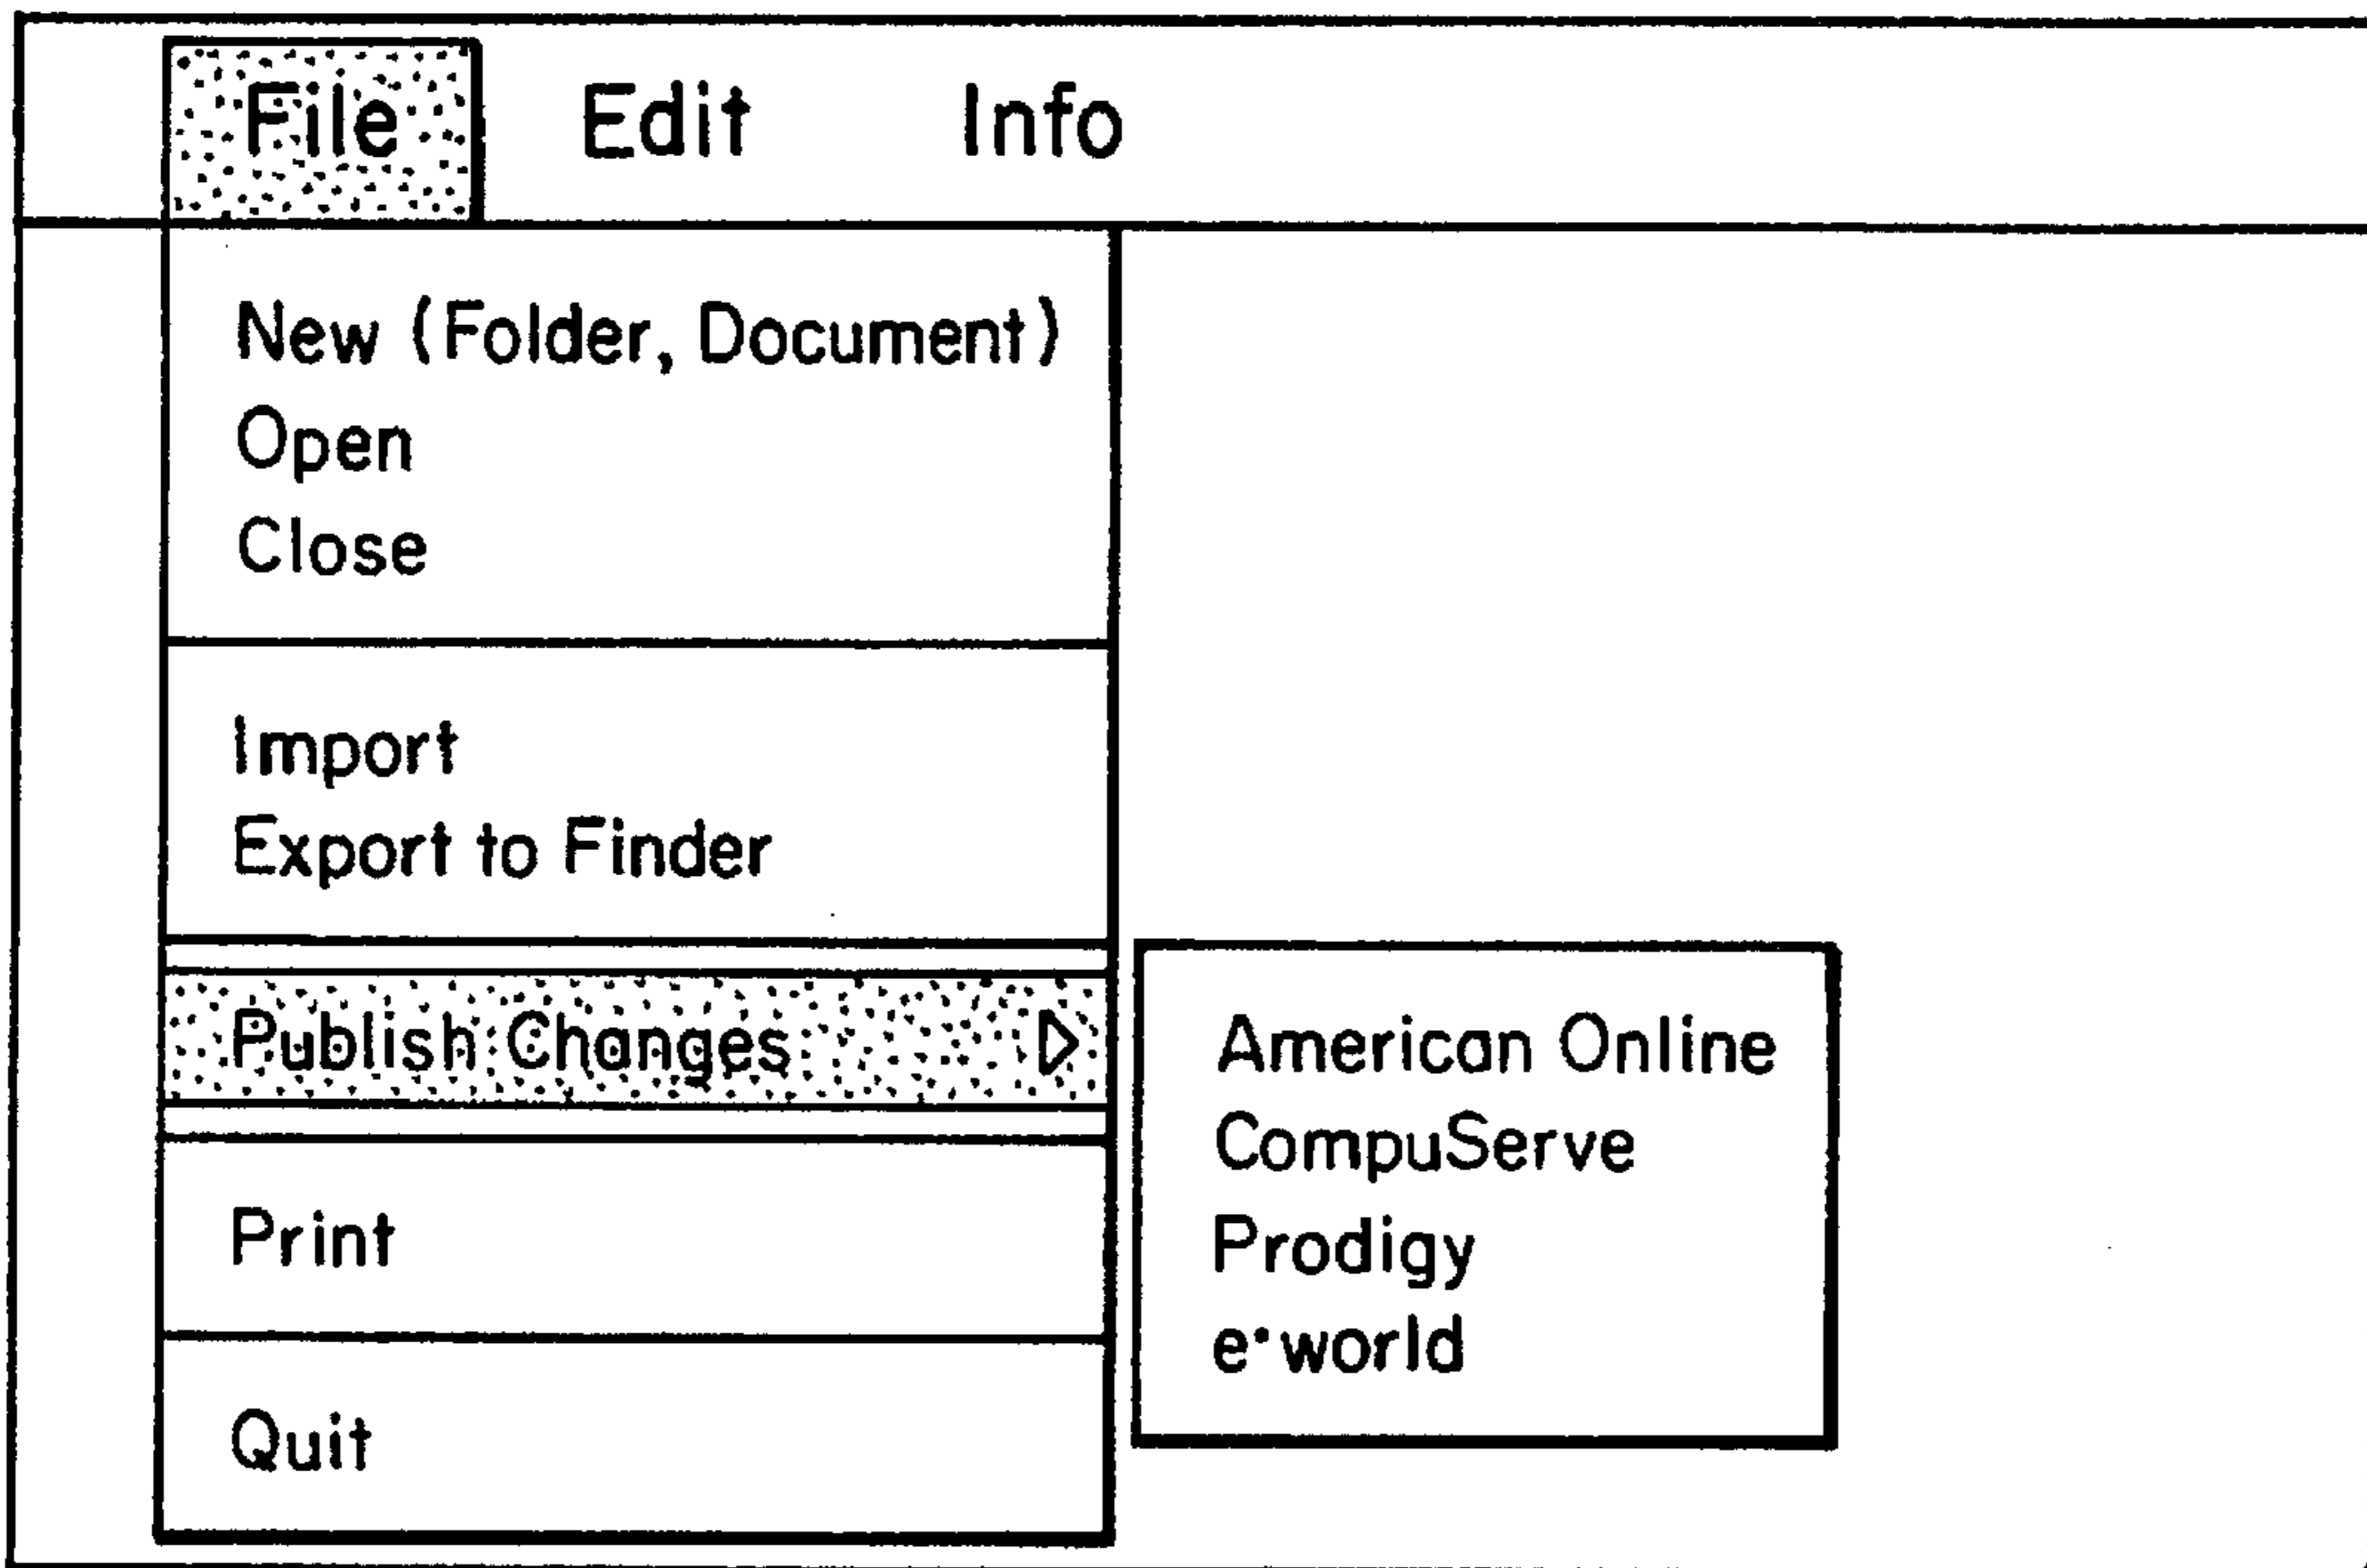 File Edit Info
New (Folder, Document)
Open
Close
Import
Export to Finder
Publish Changes
American Online
CompuServe
Prodigy
e•world
Print
Quit